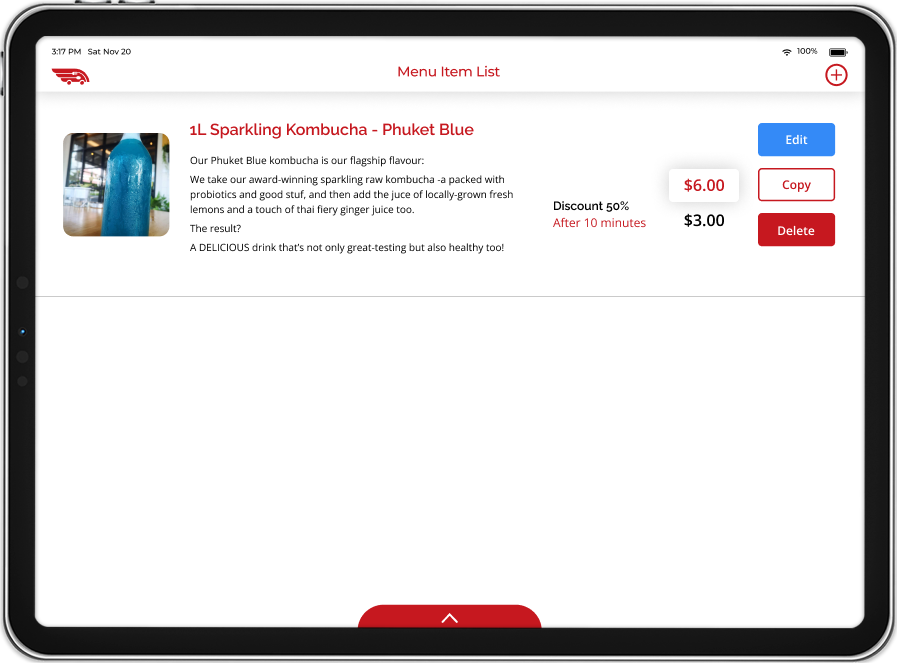 3:17 PM Sat Nov 20
100%
Menu Item List
1L Sparkling Kombucha - Phuket Blue
Our Phuket Blue kombucha is our flagship flavour:
We take our award-winning sparkling raw kombucha -a packed with
probiotics and good stuf, and then add the juce of locally-grown fresh
lemons and a touch of thai fiery ginger juice too.
The result?
A DELICIOUS drink that's not only great-testing but also healthy too!
Discount 50%
After 10 minutes
$6.00
$3.00
Edit
Copy
Delete